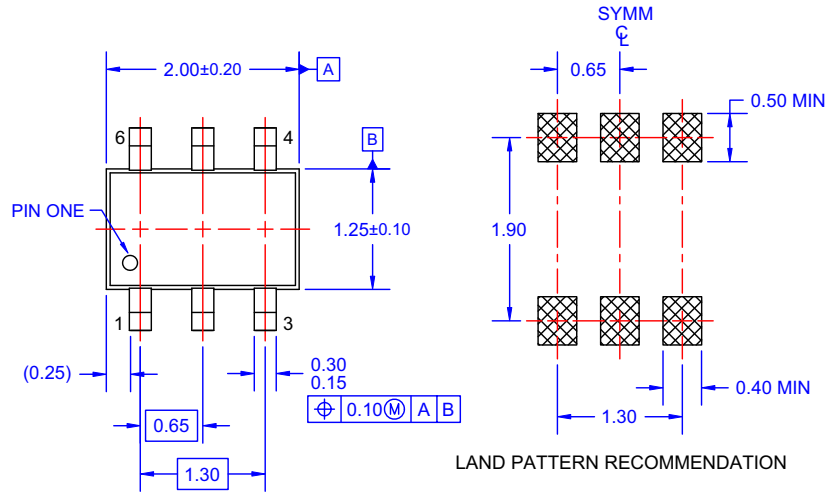 SYMM
CL
2.00±0.20
A
0.65
0.50 MIN
6
4
B
PIN ONE
1.25±0.10
1.90
1
3
(0.25)
0.30
0.15
0.10Ⓜ A B
0.40 MIN
0.65
1.30
1.30
LAND PATTERN RECOMMENDATION